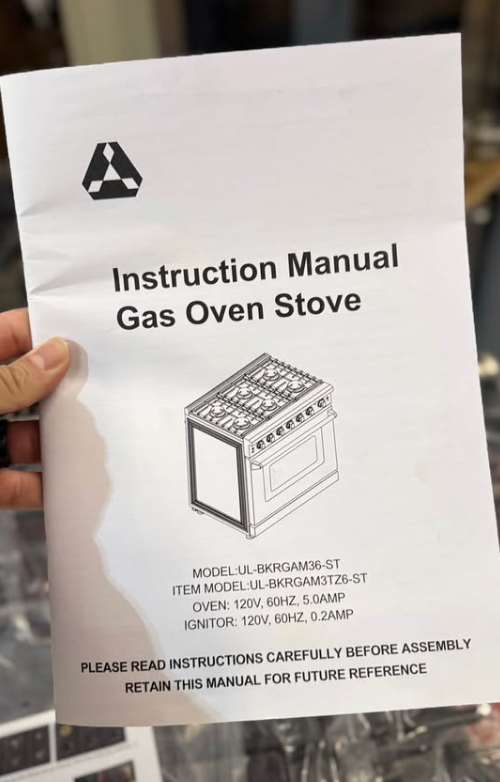 Instruction Manual
Gas Oven Stove
MODEL:UL-BKRGAM36-ST
ITEM MODEL:UL-BKRGAM3TZ6-ST
OVEN: 120V, 60HZ, 5.0AMP
IGNITOR: 120V, 60HZ, 0.2AMP
PLEASE READ INSTRUCTIONS CAREFULLY BEFORE ASSEMBLY
RETAIN THIS MANUAL FOR FUTURE REFERENCE